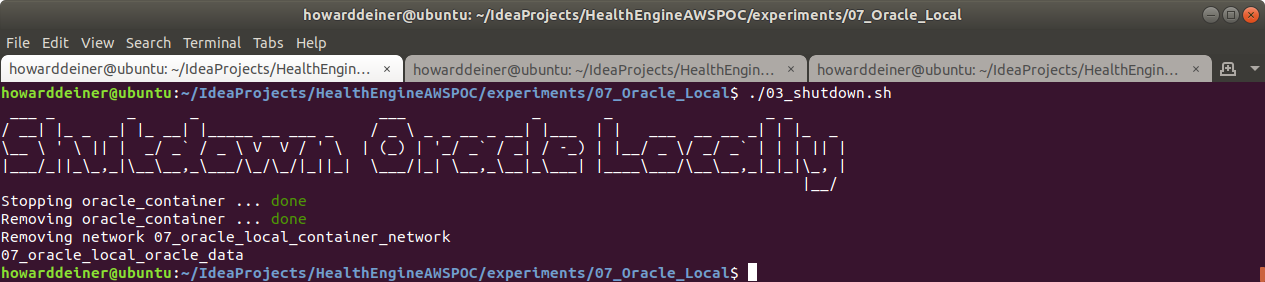 howarddeiner@ubuntu: ~/IdeaProjects/HealthEngineAWSPOC/experiments/07_Oracle_Local
File Edit View Search Terminal Tabs Help
howarddeiner@ubuntu: ~/IdeaProjects/HealthEngin... × howarddeiner@ubuntu: ~/IdeaProjects/HealthEngin... × howarddeiner@ubuntu: ~/IdeaProjects/HealthEngin... ×
howarddeiner@ubuntu:~/IdeaProjects/HealthEngineAWSPOC/experiments/07_Oracle_Local$ ./03_shutdown.sh
Shutdown Oracle Locally
Stopping oracle_container ... done
Removing oracle_container ... done
Removing network 07_oracle_local_container_network
07_oracle_local_oracle_data
howarddeiner@ubuntu:~/IdeaProjects/HealthEngineAWSPOC/experiments/07_Oracle_Local$